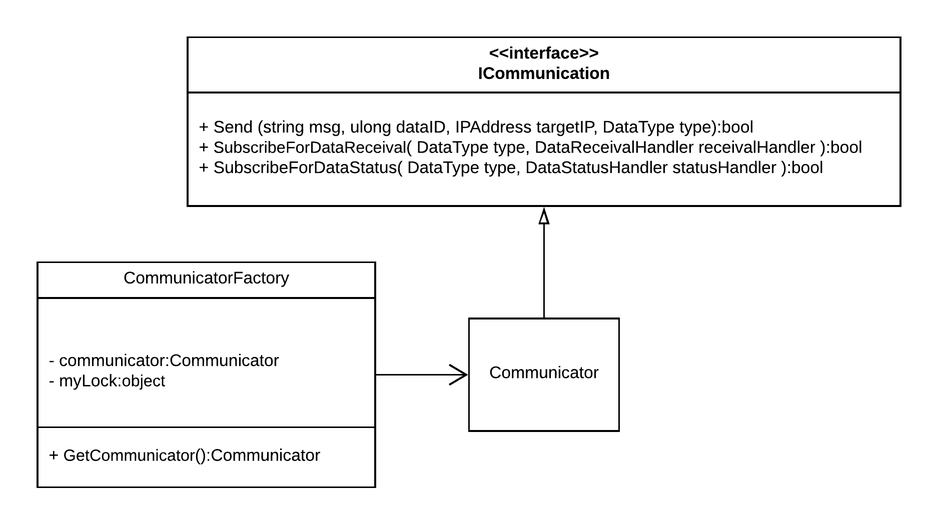 <<interface>>
ICommunication
+ Send (string msg, ulong dataID, IPAddress targetIP, DataType type):bool
+ SubscribeForDataReceival( DataType type, DataReceivalHandler receivalHandler ):bool
+ SubscribeForDataStatus( DataType type, DataStatusHandler statusHandler ):bool
CommunicatorFactory
- communicator:Communicator
- myLock:object
+ GetCommunicator():Communicator
Communicator